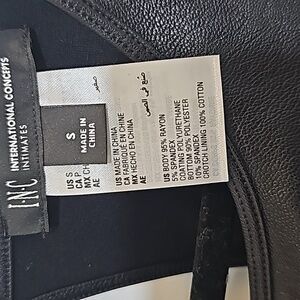 I·N·C
INTERNATIONAL CONCEPTS
INTIMATES
S
MADE IN
CHINA
US S
CA P
MX CH
AE صغير
US MADE IN CHINA
CA FABRIQUÉ EN CHINE
MX HECHO EN CHINA
AE صنع في الصين
US BODY 95% RAYON
5% SPANDEX
COATING POLYURETHANE
BOTTOM 90% POLYESTER
10% SPANDEX
CROTCH LINING 100% COTTON